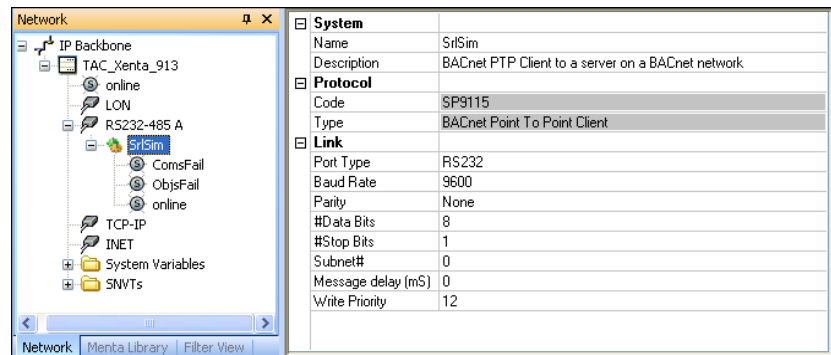 Network
IP Backbone
TAC_Xenta_913
online
LON
RS232-485 A
SrlSim
ComsFail
ObjsFail
online
TCP-IP
INET
System Variables
SNVTs
Network Menta Library Filter View
System
Name SrlSim
Description BACnet PTP Client to a server on a BACnet network
Protocol
Code SP9115
Type BACnet Point To Point Client
Link
Port Type RS232
Baud Rate 9600
Parity None
#Data Bits 8
#Stop Bits 1
Subnet# 0
Message delay (mS) 0
Write Priority 12